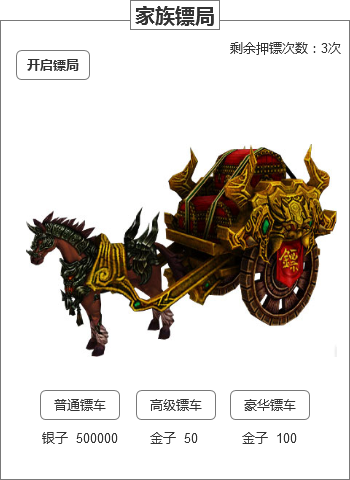 家族镖局
剩余押镖次数：3次
开启镖局
镖
普通镖车 高级镖车 豪华镖车
银子 500000 金子 50 金子 100